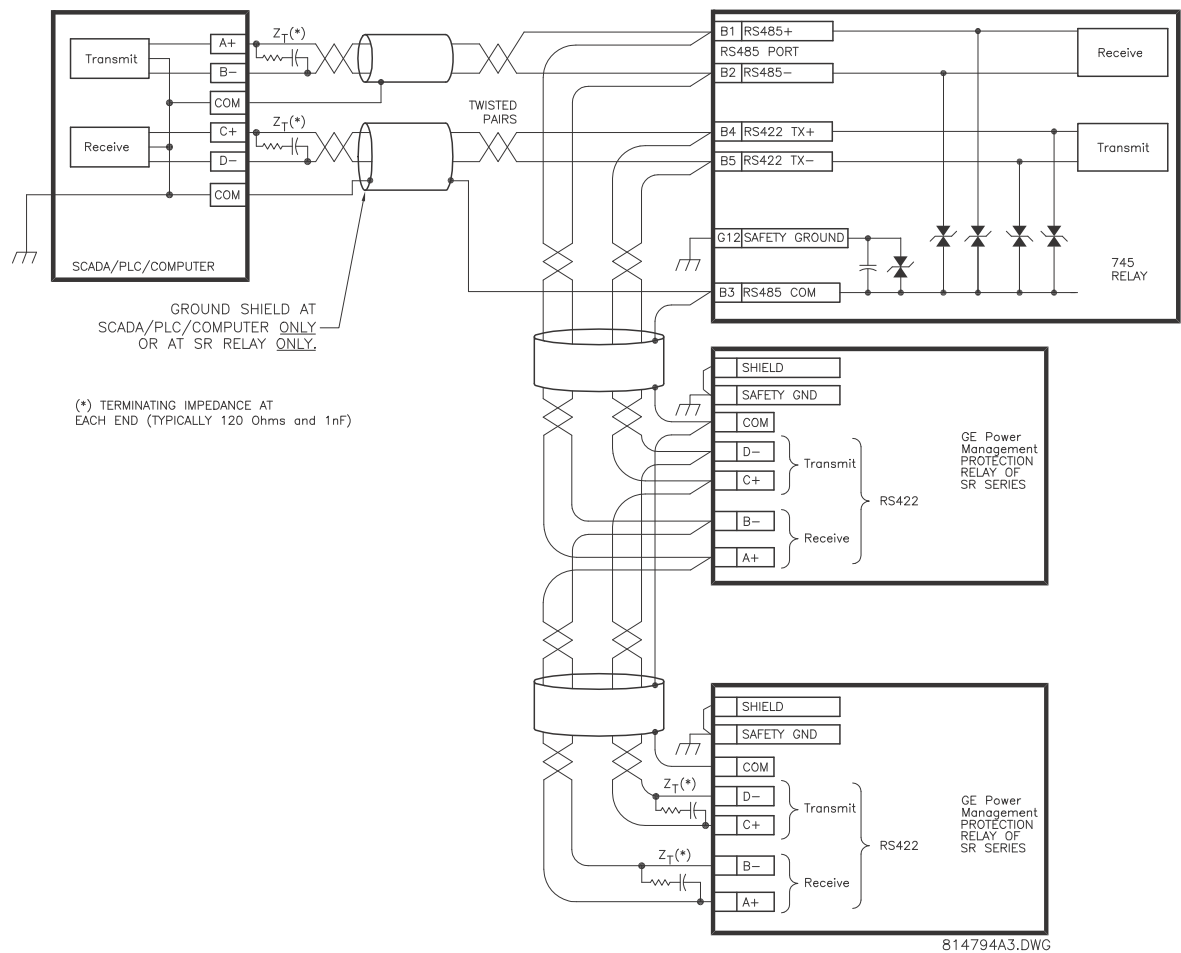 A+
Z_T(*)
Transmit
B−
COM
Z_T(*)
C+
Receive
D−
COM
SCADA/PLC/COMPUTER
TWISTED
PAIRS
B1 RS485+
RS485 PORT
B2 RS485−
Receive
B4 RS422 TX+
B5 RS422 TX−
Transmit
G12 SAFETY GROUND
B3 RS485 COM
745
RELAY
GROUND SHIELD AT
SCADA/PLC/COMPUTER ONLY
OR AT SR RELAY ONLY.
(*) TERMINATING IMPEDANCE AT
EACH END (TYPICALLY 120 Ohms and 1nF)
SHIELD
SAFETY GND
COM
D−
C+
Transmit
B−
A+
Receive
RS422
GE Power
Management
PROTECTION
RELAY OF
SR SERIES
SHIELD
SAFETY GND
COM
Z_T(*)
D−
C+
Transmit
Z_T(*)
B−
A+
Receive
RS422
GE Power
Management
PROTECTION
RELAY OF
SR SERIES
814794A3.DWG